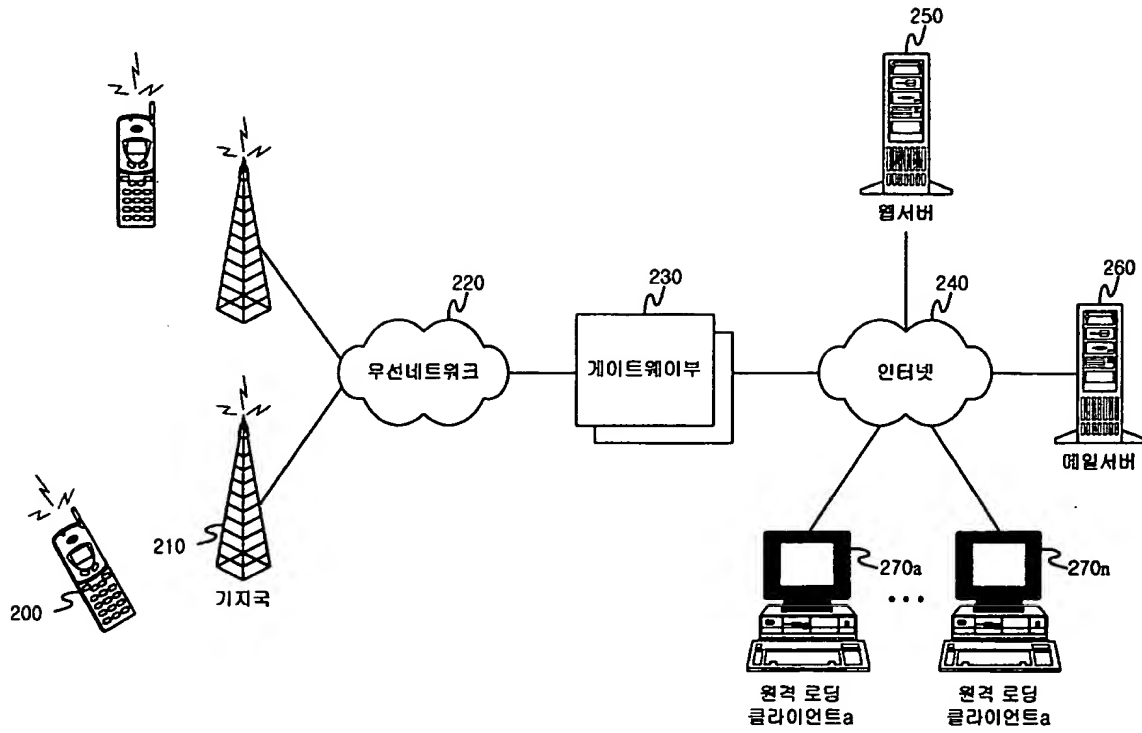 250
웹서버
220
230
240
260
무선네트워크
게이트웨이부
인터넷
메일서버
210
기지국
200
270a
270n
...
원격 로딩
클라이언트a
원격 로딩
클라이언트a